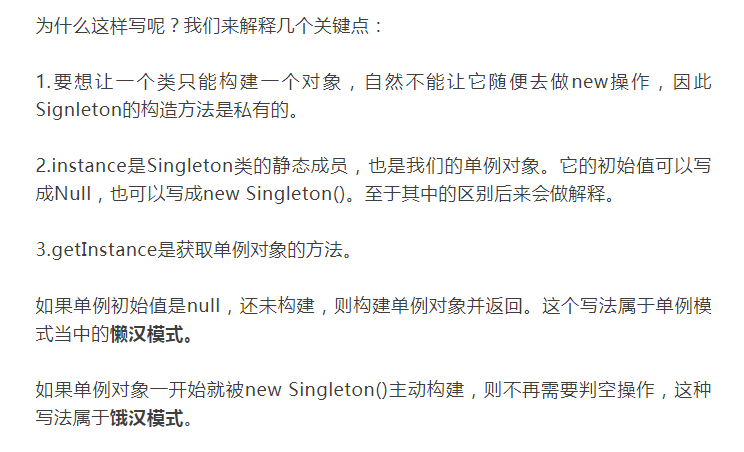 为什么这样写呢？我们来解释几个关键点：
1.要想让一个类只能构建一个对象，自然不能让它随便去做new操作，因此
Signleton的构造方法是私有的。
2.instance是Singleton类的静态成员，也是我们的单例对象。它的初始值可以写
成Null，也可以写成new Singleton()。至于其中的区别后来会做解释。
3.getInstance是获取单例对象的方法。
如果单例初始值是null，还未构建，则构建单例对象并返回。这个写法属于单例模
式当中的懒汉模式。
如果单例对象一开始就被new Singleton()主动构建，则不再需要判空操作，这种
写法属于饿汉模式。